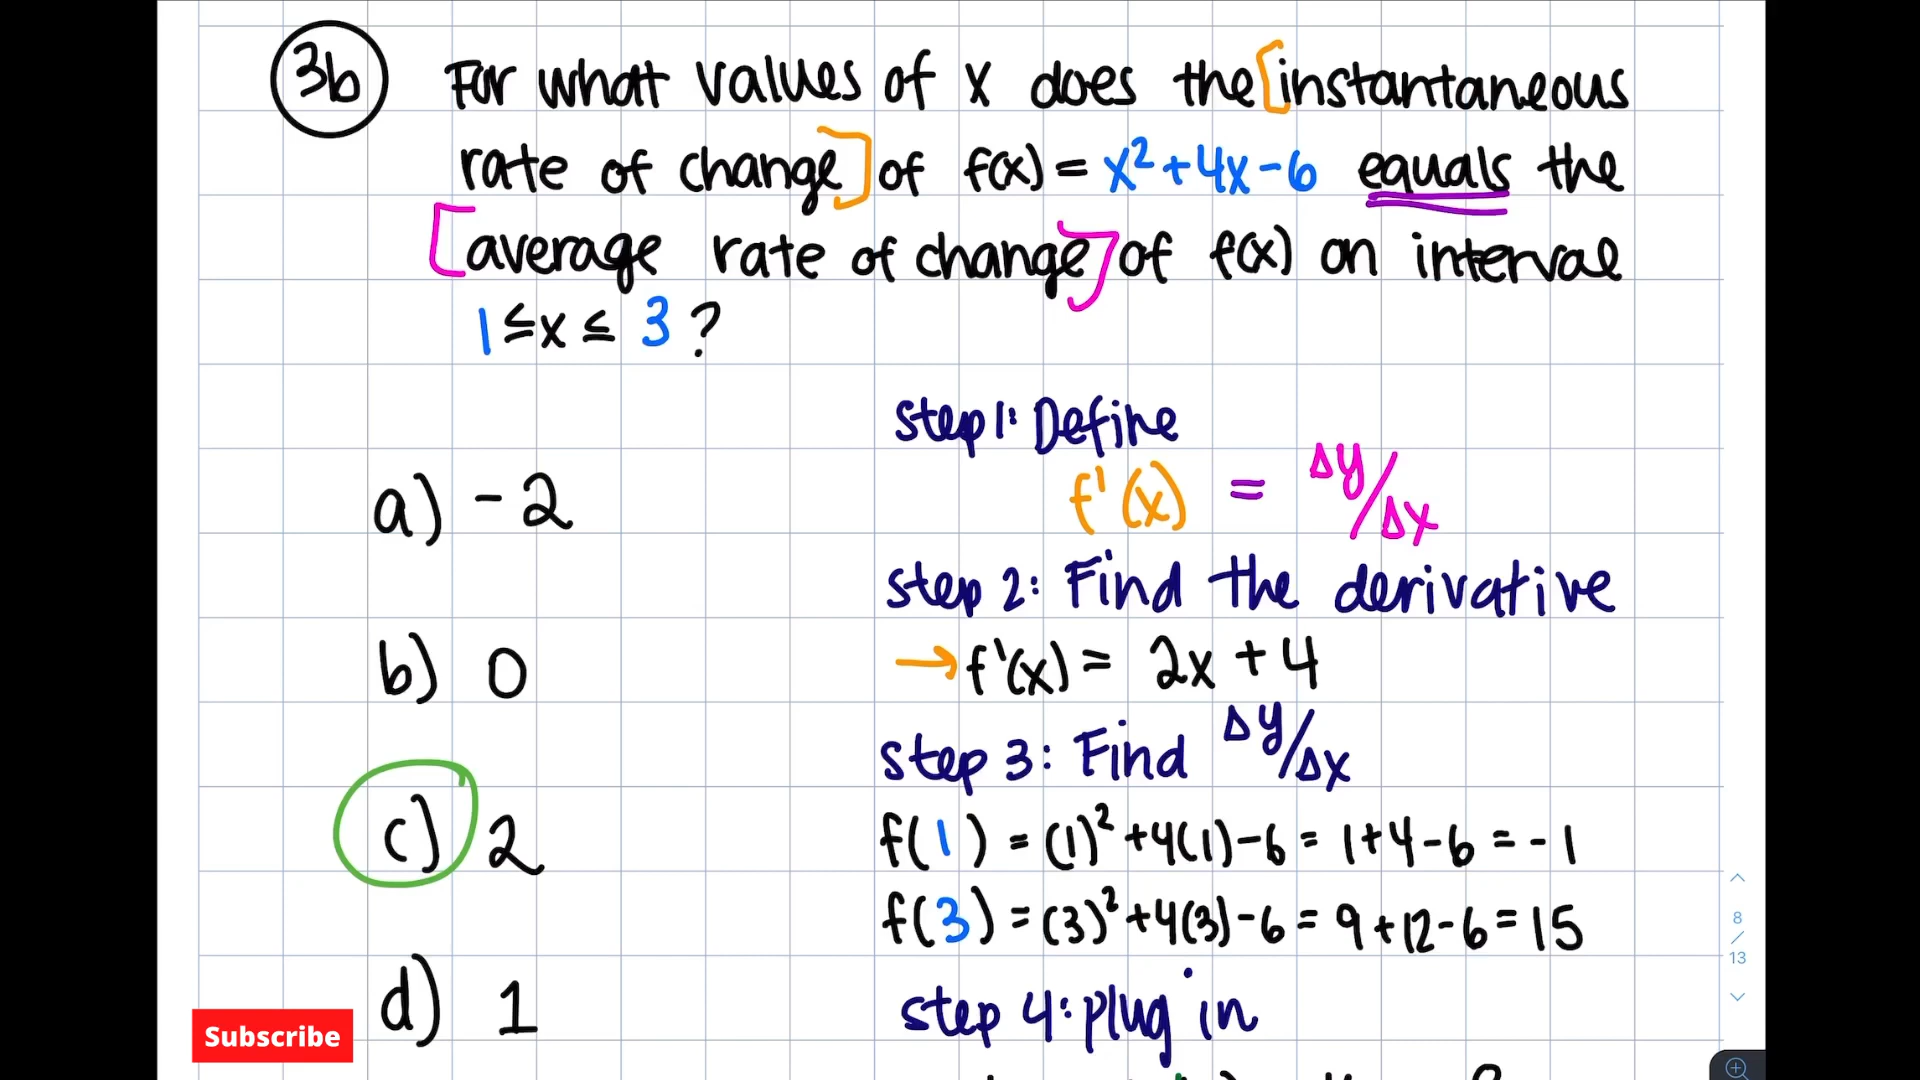 3b For what values of x does the [instantaneous
rate of change] of f(x) = x²+4x-6 equals the
[average rate of change] of f(x) on interval
1≤x≤3?
step 1: Define
f'(x) = Δy/Δx
a) -2
step 2: Find the derivative
→f'(x) = 2x+4
b) 0
step 3: Find Δy/Δx
c) 2
f(1) = (1)²+4(1)-6 = 1+4-6 = -1
f(3) = (3)²+4(3)-6 = 9+12-6 = 15
d) 1
step 4: plug in
Subscribe
8
/
13